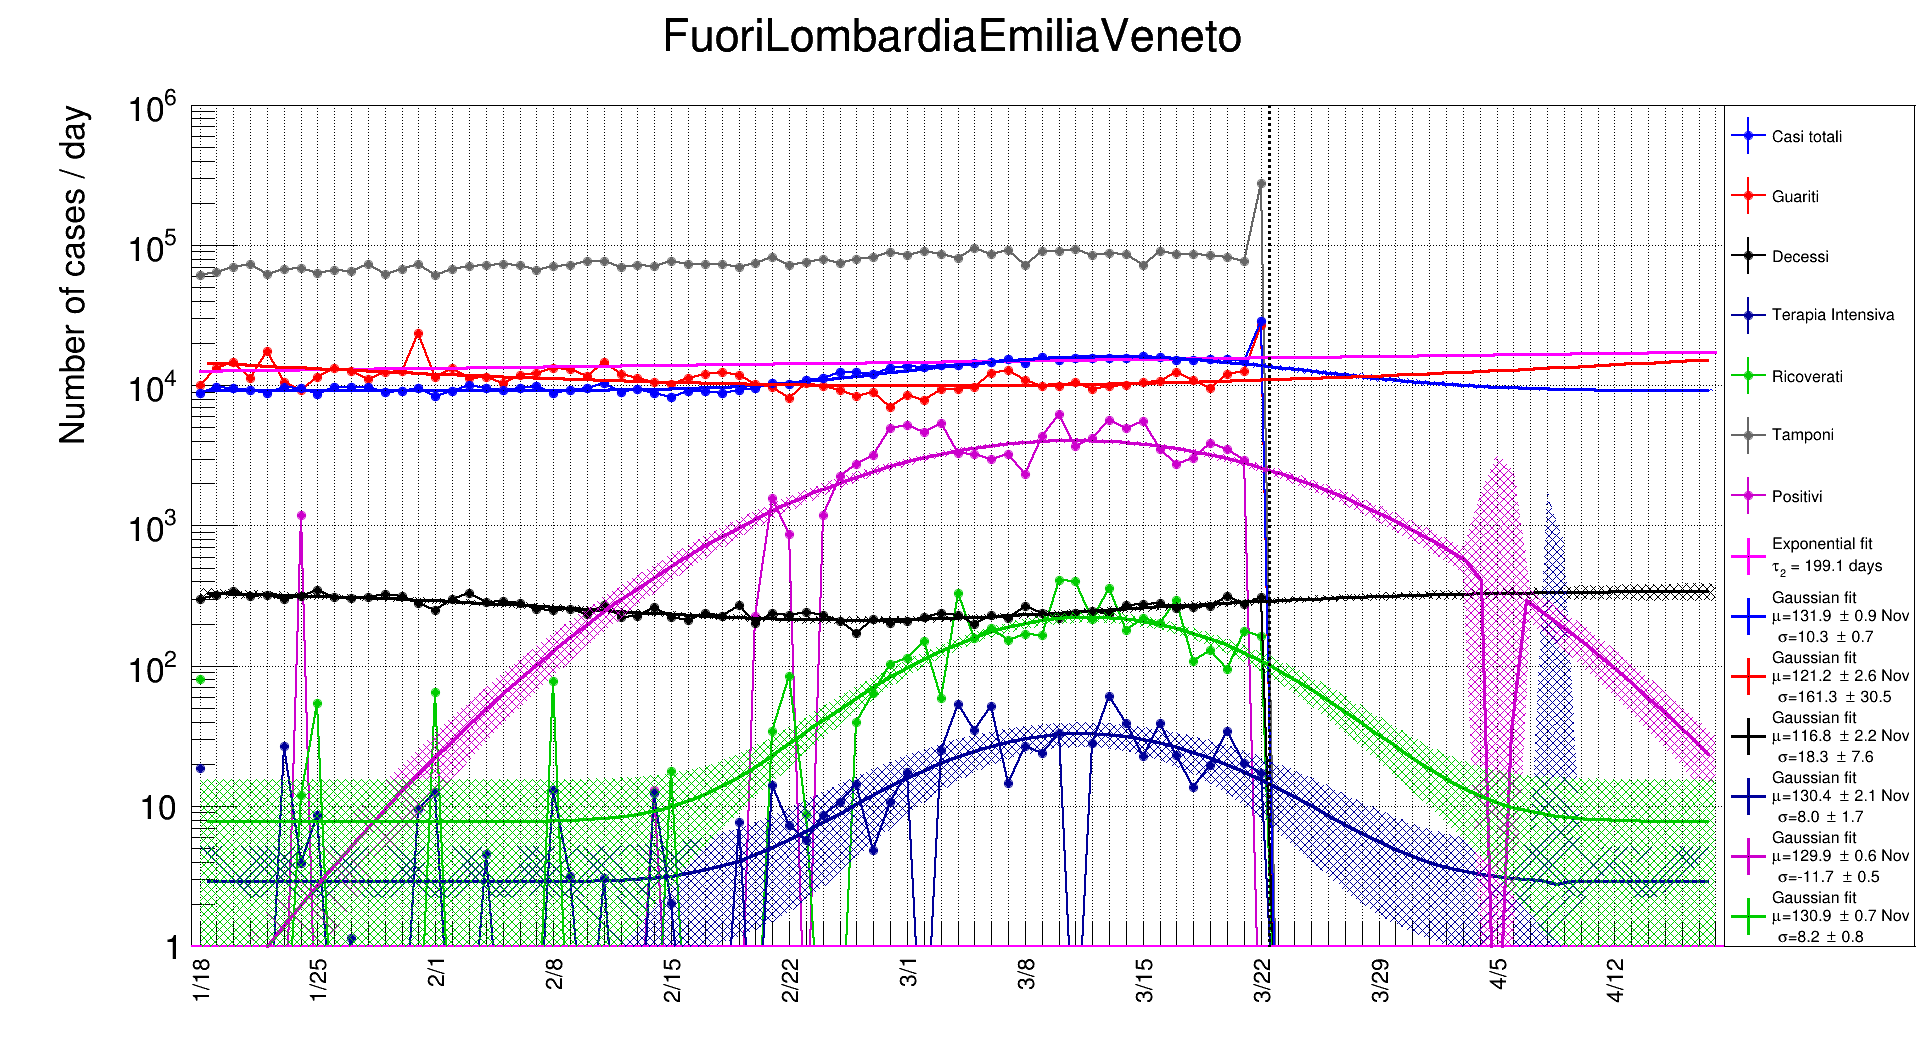 FuoriLombardiaEmiliaVeneto
Number of cases / day
10^6
10^5
10^4
10^3
10^2
10
1
1/18
1/25
2/1
2/8
2/15
2/22
3/1
3/8
3/15
3/22
3/29
4/5
4/12
Casi totali
Guariti
Decessi
Terapia Intensiva
Ricoverati
Tamponi
Positivi
Exponential fit
τ_2 = 199.1 days
Gaussian fit
μ=131.9 ± 0.9 Nov
σ=10.3 ± 0.7
Gaussian fit
μ=121.2 ± 2.6 Nov
σ=161.3 ± 30.5
Gaussian fit
μ=116.8 ± 2.2 Nov
σ=18.3 ± 7.6
Gaussian fit
μ=130.4 ± 2.1 Nov
σ=8.0 ± 1.7
Gaussian fit
μ=129.9 ± 0.6 Nov
σ=-11.7 ± 0.5
Gaussian fit
μ=130.9 ± 0.7 Nov
σ=8.2 ± 0.8